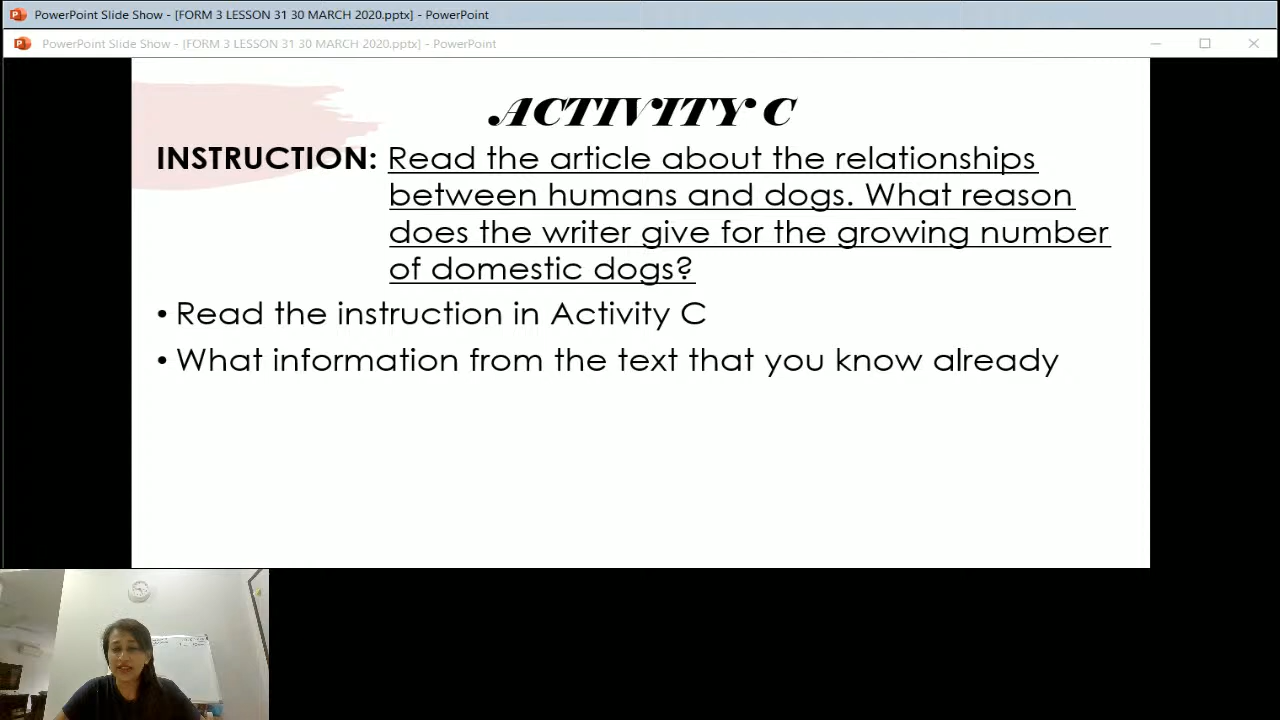 PowerPoint Slide Show - [FORM 3 LESSON 31 30 MARCH 2020.pptx] - PowerPoint
PowerPoint Slide Show - [FORM 3 LESSON 31 30 MARCH 2020.pptx] - PowerPoint
ACTIVITY C
INSTRUCTION: Read the article about the relationships
between humans and dogs. What reason
does the writer give for the growing number
of domestic dogs?
• Read the instruction in Activity C
• What information from the text that you know already